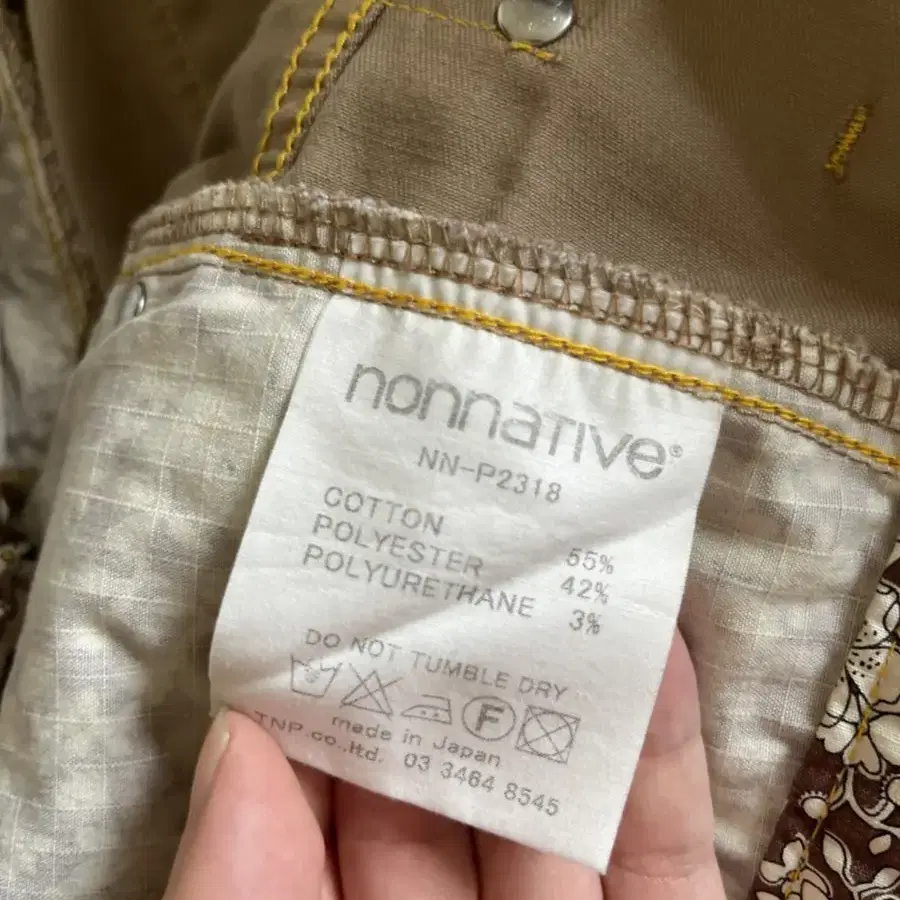 nonnative®
NN-P2318
COTTON 55%
POLYESTER 42%
POLYURETHANE 3%
DO NOT TUMBLE DRY
F
made in Japan
TNP.co.,ltd. 03 3464 8545